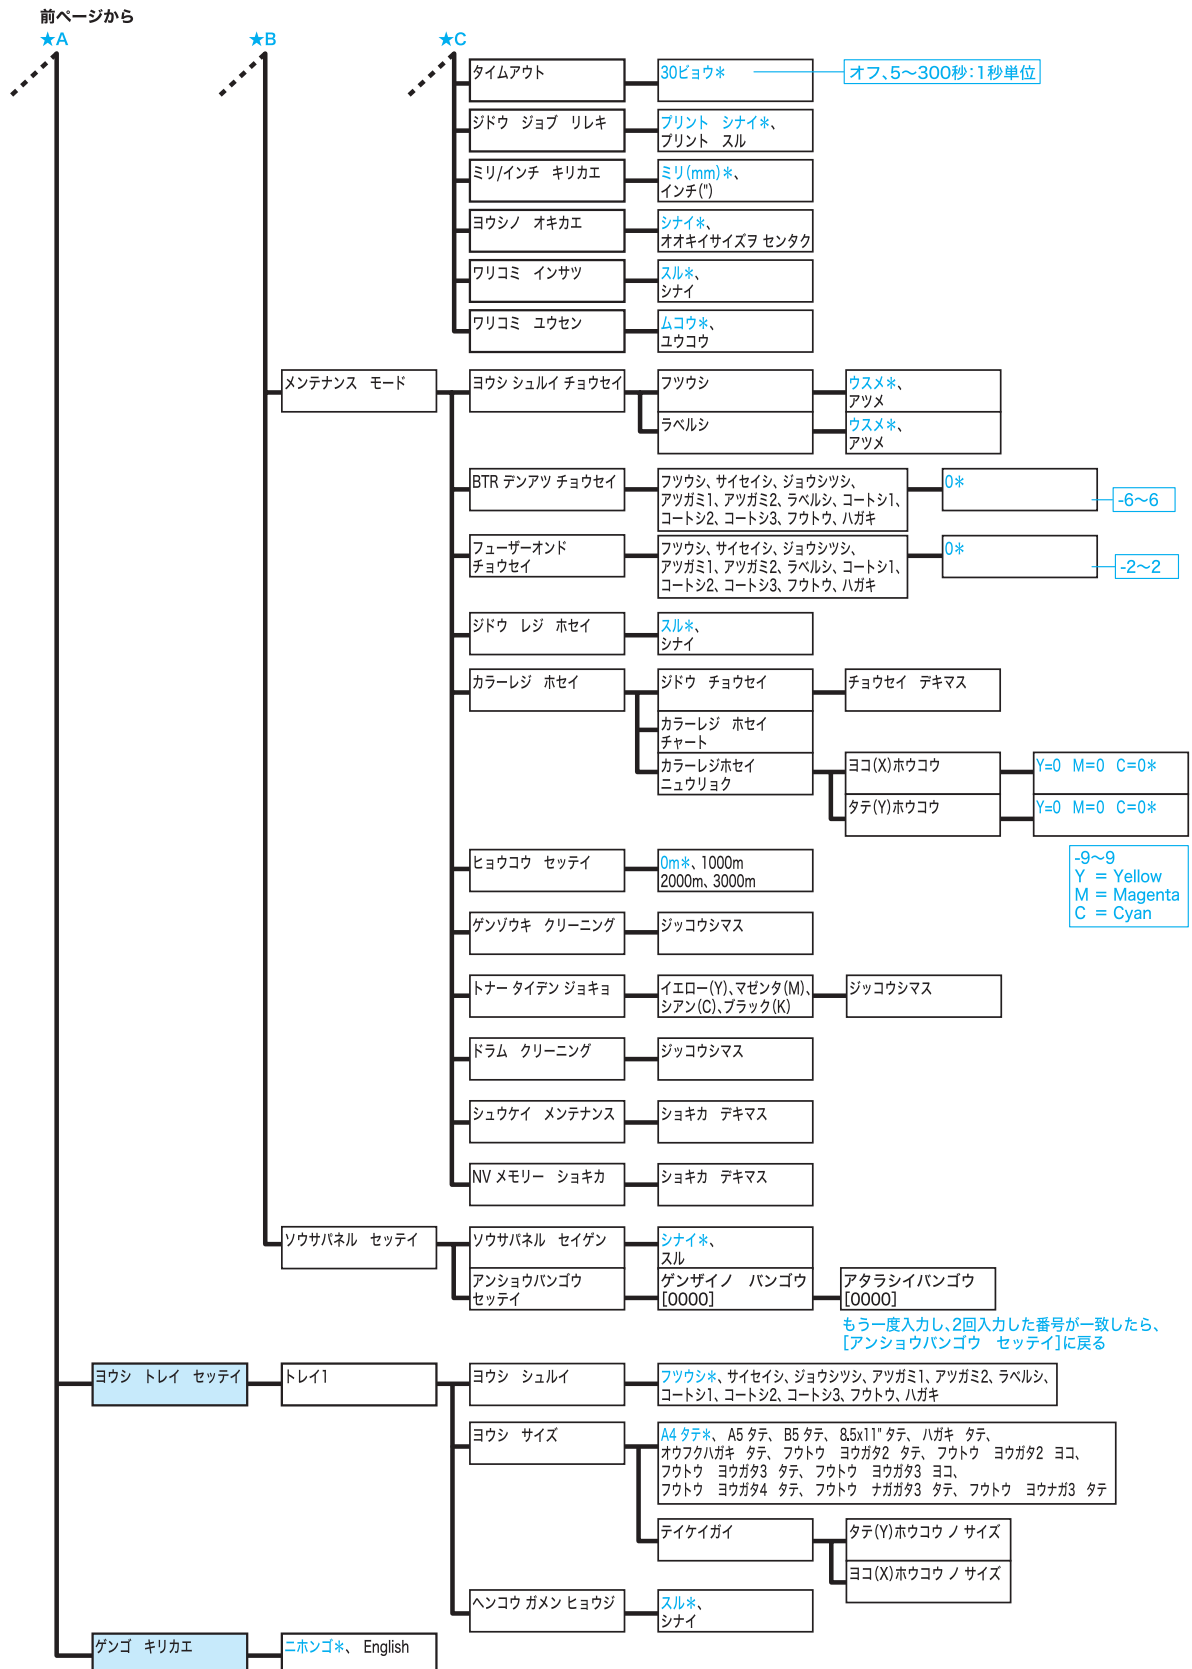 前ページから
★A
★B
★C
タイムアウト
30ビョウ＊
オフ、5～300秒：1秒単位
ジドウ　ジョブ　リレキ
プリント　シナイ＊、
プリント　スル
ミリ/インチ　キリカエ
ミリ(mm)＊、
インチ(")
ヨウシノ　オキカエ
シナイ＊、
オオキイサイズヲ センタク
ワリコミ　インサツ
スル＊、
シナイ
ワリコミ　ユウセン
ムコウ＊、
ユウコウ
メンテナンス　モード
ヨウシ シュルイ チョウセイ
フツウシ
ウスメ＊、
アツメ
ラベルシ
ウスメ＊、
アツメ
BTR デンアツ チョウセイ
フツウシ、サイセイシ、ジョウシツシ、
アツガミ1、アツガミ2、ラベルシ、コートシ1、
コートシ2、コートシ3、フウトウ、ハガキ
0＊
-6～6
フューザーオンド
チョウセイ
フツウシ、サイセイシ、ジョウシツシ、
アツガミ1、アツガミ2、ラベルシ、コートシ1、
コートシ2、コートシ3、フウトウ、ハガキ
0＊
-2～2
ジドウ　レジ　ホセイ
スル＊、
シナイ
カラーレジ　ホセイ
ジドウ　チョウセイ
チョウセイ　デキマス
カラーレジ　ホセイ
チャート
カラーレジホセイ
ニュウリョク
ヨコ(X)ホウコウ
Y=0　M=0　C=0＊
タテ(Y)ホウコウ
Y=0　M=0　C=0＊
-9～9
Y = Yellow
M = Magenta
C = Cyan
ヒョウコウ　セッテイ
0m＊、1000m
2000m、3000m
ゲンゾウキ　クリーニング
ジッコウシマス
トナー タイデン ジョキョ
イエロー(Y)、マゼンタ(M)、
シアン(C)、ブラック(K)
ジッコウシマス
ドラム　クリーニング
ジッコウシマス
シュウケイ　メンテナンス
ショキカ　デキマス
NV メモリー　ショキカ
ショキカ　デキマス
ソウサパネル　セッテイ
ソウサパネル　セイゲン
シナイ＊、
スル
アンショウバンゴウ
セッテイ
ゲンザイノ　バンゴウ
[0000]
アタラシイバンゴウ
[0000]
もう一度入力し、2回入力した番号が一致したら、
[アンショウバンゴウ　セッテイ]に戻る
ヨウシ　トレイ　セッテイ
トレイ1
ヨウシ　シュルイ
フツウシ＊、サイセイシ、ジョウシツシ、アツガミ1、アツガミ2、ラベルシ、
コートシ1、コートシ2、コートシ3、フウトウ、ハガキ
ヨウシ　サイズ
A4 タテ＊、 A5 タテ、 B5 タテ、 8.5x11" タテ、 ハガキ　タテ、
オウフクハガキ　タテ、 フウトウ　ヨウガタ2　タテ、 フウトウ　ヨウガタ2　ヨコ、
フウトウ　ヨウガタ3　タテ、 フウトウ　ヨウガタ3　ヨコ、
フウトウ　ヨウガタ4　タテ、 フウトウ　ナガガタ3　タテ、 フウトウ　ヨウナガ3　タテ
テイケイガイ
タテ(Y)ホウコウ ノ サイズ
ヨコ(X)ホウコウ ノ サイズ
ヘンコウ ガメン ヒョウジ
スル＊、
シナイ
ゲンゴ　キリカエ
ニホンゴ＊、 English